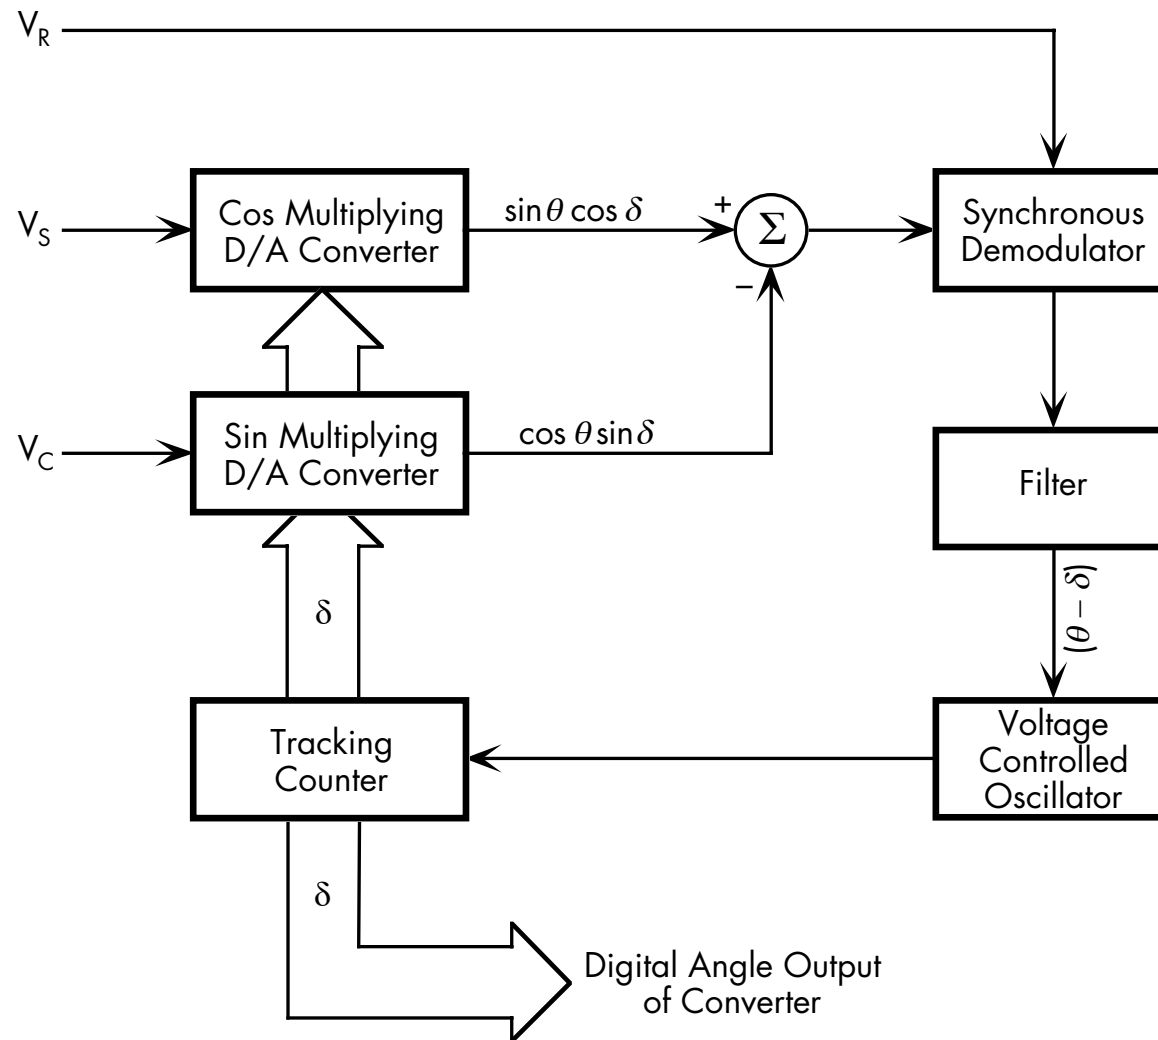 V_R
V_S
Cos Multiplying
D/A Converter
sin θ cos δ
+
Σ
−
Synchronous
Demodulator
V_C
Sin Multiplying
D/A Converter
cos θ sin δ
Filter
(θ − δ)
δ
Tracking
Counter
Voltage
Controlled
Oscillator
δ
Digital Angle Output
of Converter